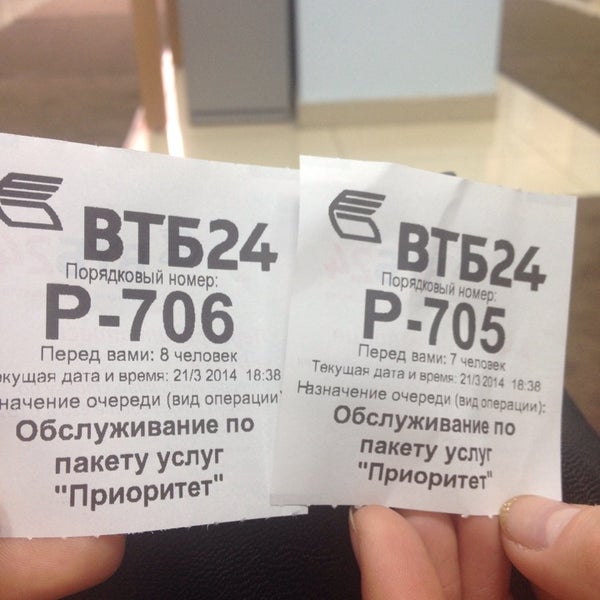 ВТБ24
Порядковый номер:
Р-706
Перед вами: 8 человек
екущая дата и время: 21/3 2014 18:38
начение очереди (вид операции)
Обслуживание по
пакету услуг
"Приоритет"
ВТБ24
Порядковый номер:
Р-705
Перед вами: 7 человек
Текущая дата и время: 21/3 2014 18:38
Назначение очереди (вид операции):
Обслуживание по
пакету услуг
"Приоритет"